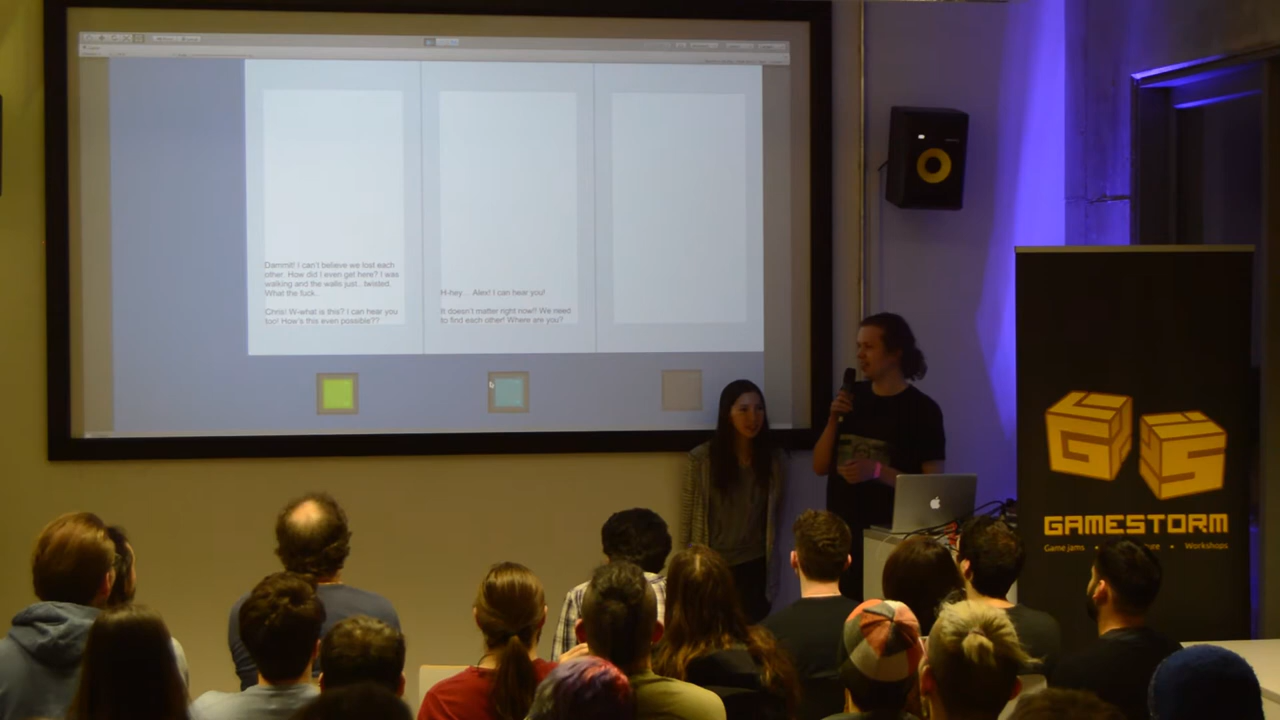 Dammit! I can't believe we lost each
other. How did I even get here? I was
walking and the walls just.. twisted.
What the fuck..
Chris! W-what is this? I can hear you
too! How's this even possible??
H-hey... Alex! I can hear you!
It doesn't matter right now!! We need
to find each other! Where are you?
GS
GAMESTORM
Game jams • • Workshops